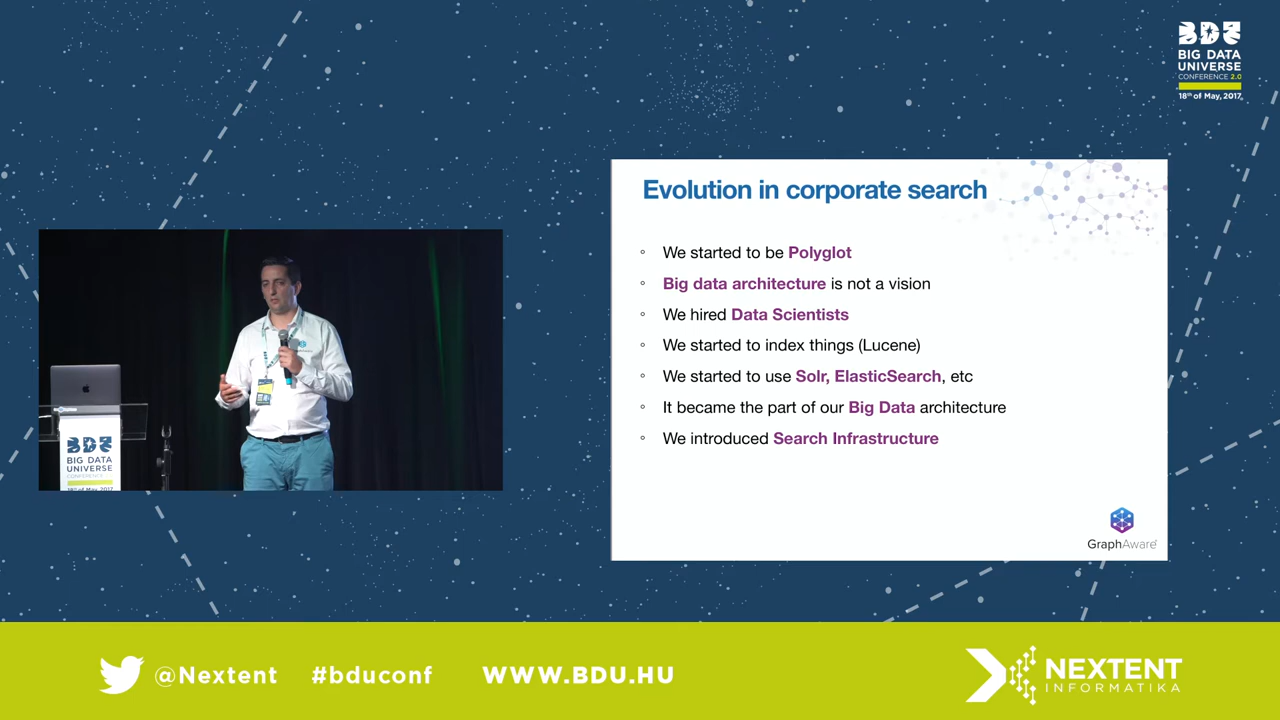 BDU
BIG DATA
UNIVERSE
CONFERENCE 2.0
18th of May, 2017
Evolution in corporate search
◦ We started to be Polyglot
◦ Big data architecture is not a vision
◦ We hired Data Scientists
◦ We started to index things (Lucene)
◦ We started to use Solr, ElasticSearch, etc
◦ It became the part of our Big Data architecture
◦ We introduced Search Infrastructure
GraphAware
BDU
BIG DATA
UNIVERSE
CONFERENCE
@Nextent #bduconf WWW.BDU.HU
NEXTENT
INFORMATIKA